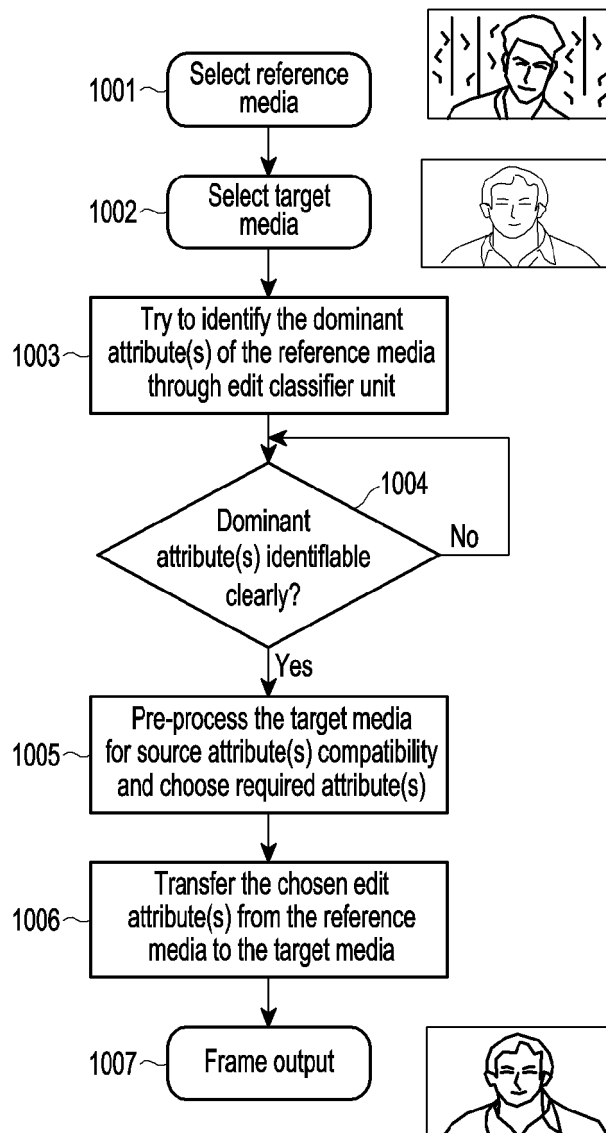 1001
Select reference
media
1002
Select target
media
1003
Try to identify the dominant
attribute(s) of the reference media
through edit classifier unit
1004
Dominant
attribute(s) identifiable
clearly?
No
Yes
1005
Pre-process the target media
for source attribute(s) compatibility
and choose required attribute(s)
1006
Transfer the chosen edit
attribute(s) from the reference
media to the target media
1007
Frame output